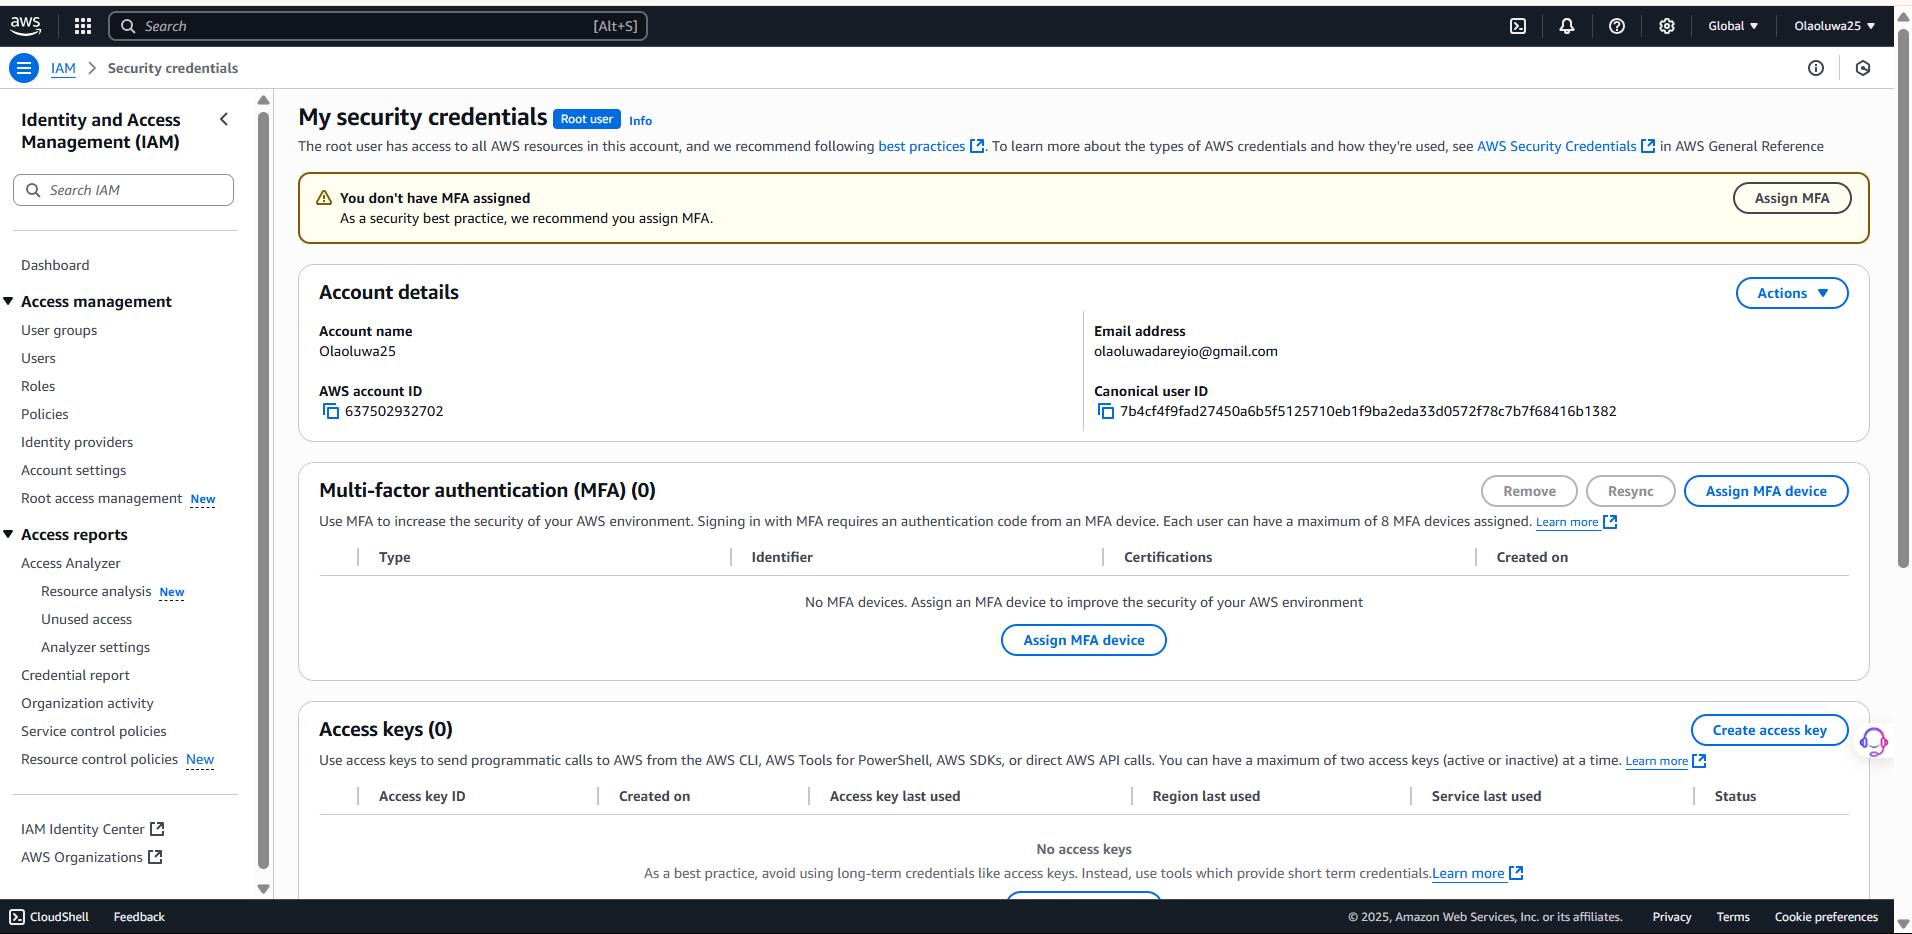 aws
Search [Alt+S]
Global
Olaoluwa25
IAM
Security credentials
Identity and Access Management (IAM)
Search IAM
Dashboard
Access management
User groups
Users
Roles
Policies
Identity providers
Account settings
Root access management New
Access reports
Access Analyzer
Resource analysis New
Unused access
Analyzer settings
Credential report
Organization activity
Service control policies
Resource control policies New
IAM Identity Center
AWS Organizations
My security credentials Root user Info
The root user has access to all AWS resources in this account, and we recommend following best practices. To learn more about the types of AWS credentials and how they're used, see AWS Security Credentials in AWS General Reference
You don't have MFA assigned
As a security best practice, we recommend you assign MFA.
Assign MFA
Account details
Actions
Account name
Olaoluwa25
Email address
olaoluwadareyio@gmail.com
AWS account ID
637502932702
Canonical user ID
7b4cf4f9fad27450a6b5f5125710eb1f9ba2eda33d0572f78c7b7f68416b1382
Multi-factor authentication (MFA) (0)
Remove
Resync
Assign MFA device
Use MFA to increase the security of your AWS environment. Signing in with MFA requires an authentication code from an MFA device. Each user can have a maximum of 8 MFA devices assigned. Learn more
Type Identifier Certifications Created on
No MFA devices. Assign an MFA device to improve the security of your AWS environment
Assign MFA device
Access keys (0)
Create access key
Use access keys to send programmatic calls to AWS from the AWS CLI, AWS Tools for PowerShell, AWS SDKs, or direct AWS API calls. You can have a maximum of two access keys (active or inactive) at a time. Learn more
Access key ID Created on Access key last used Region last used Service last used Status
No access keys
As a best practice, avoid using long-term credentials like access keys. Instead, use tools which provide short term credentials.Learn more
CloudShell Feedback © 2025, Amazon Web Services, Inc. or its affiliates. Privacy Terms Cookie preferences